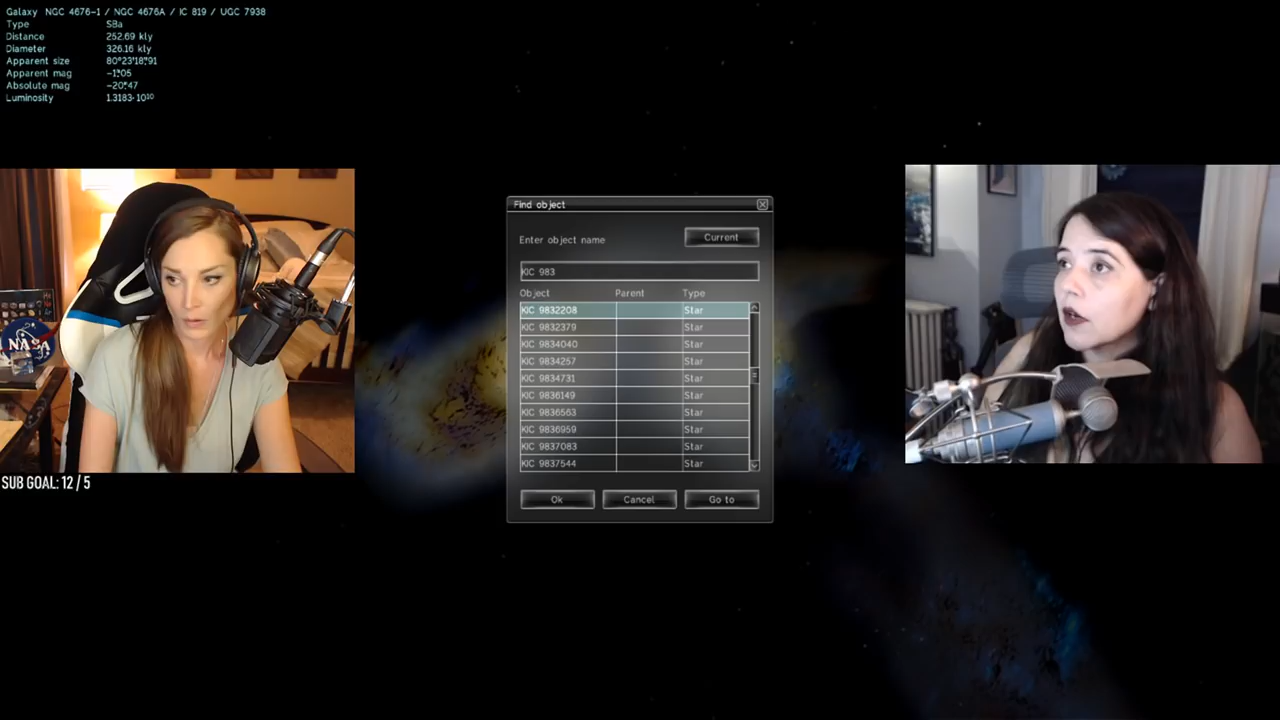 Galaxy NGC 4676-1 / NGC 4676A / IC 819 / UGC 7938
Type SBa
Distance 252.69 kly
Diameter 326.16 kly
Apparent size 80°23'18"91
Apparent mag -1.05
Absolute mag -20.47
Luminosity 1.3183·10¹⁰
Find object
Enter object name Current
KIC 983
Object Parent Type
KIC 9832208 Star
KIC 9832379 Star
KIC 9834040 Star
KIC 9834257 Star
KIC 9834731 Star
KIC 9836149 Star
KIC 9836563 Star
KIC 9836959 Star
KIC 9837083 Star
KIC 9837544 Star
Ok Cancel Go to
NASA
SUB GOAL: 12 / 5